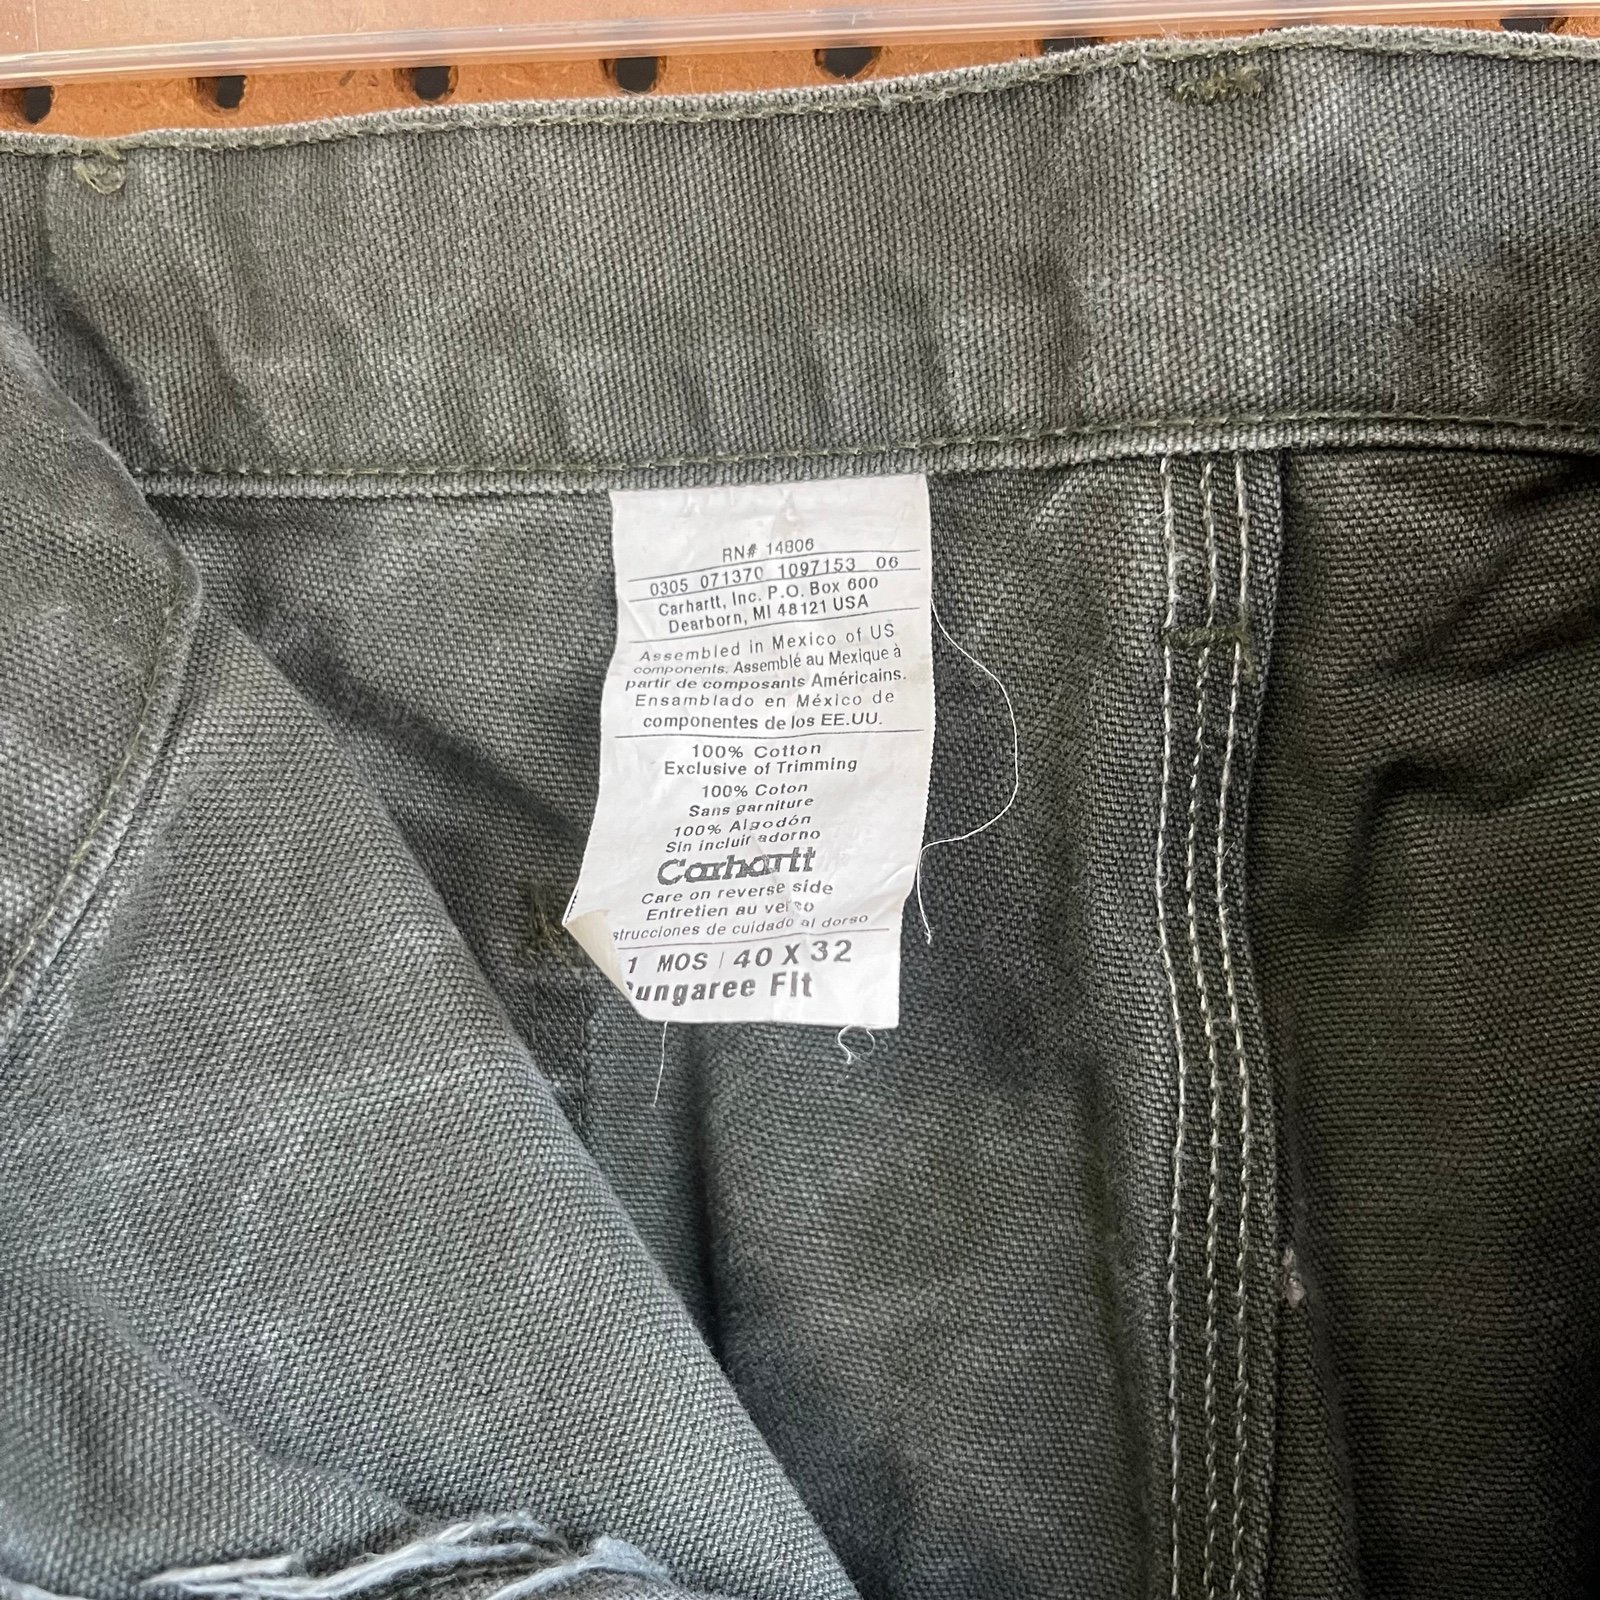 RN# 14806
0305 071370 1097153 06
Carhartt, Inc. P.O. Box 600
Dearborn, MI 48121 USA
Assembled in Mexico of US
components. Assemblé au Mexique à
partir de composants Américains.
Ensamblado en México de
componentes de los EE.UU.
100% Cotton
Exclusive of Trimming
100% Coton
Sans garniture
100% Algodón
Sin incluir adorno
Carhartt
Care on reverse side
Entretien au verso
strucciones de cuidado al dorso
1 MOS 40 X 32
ungaree Fit